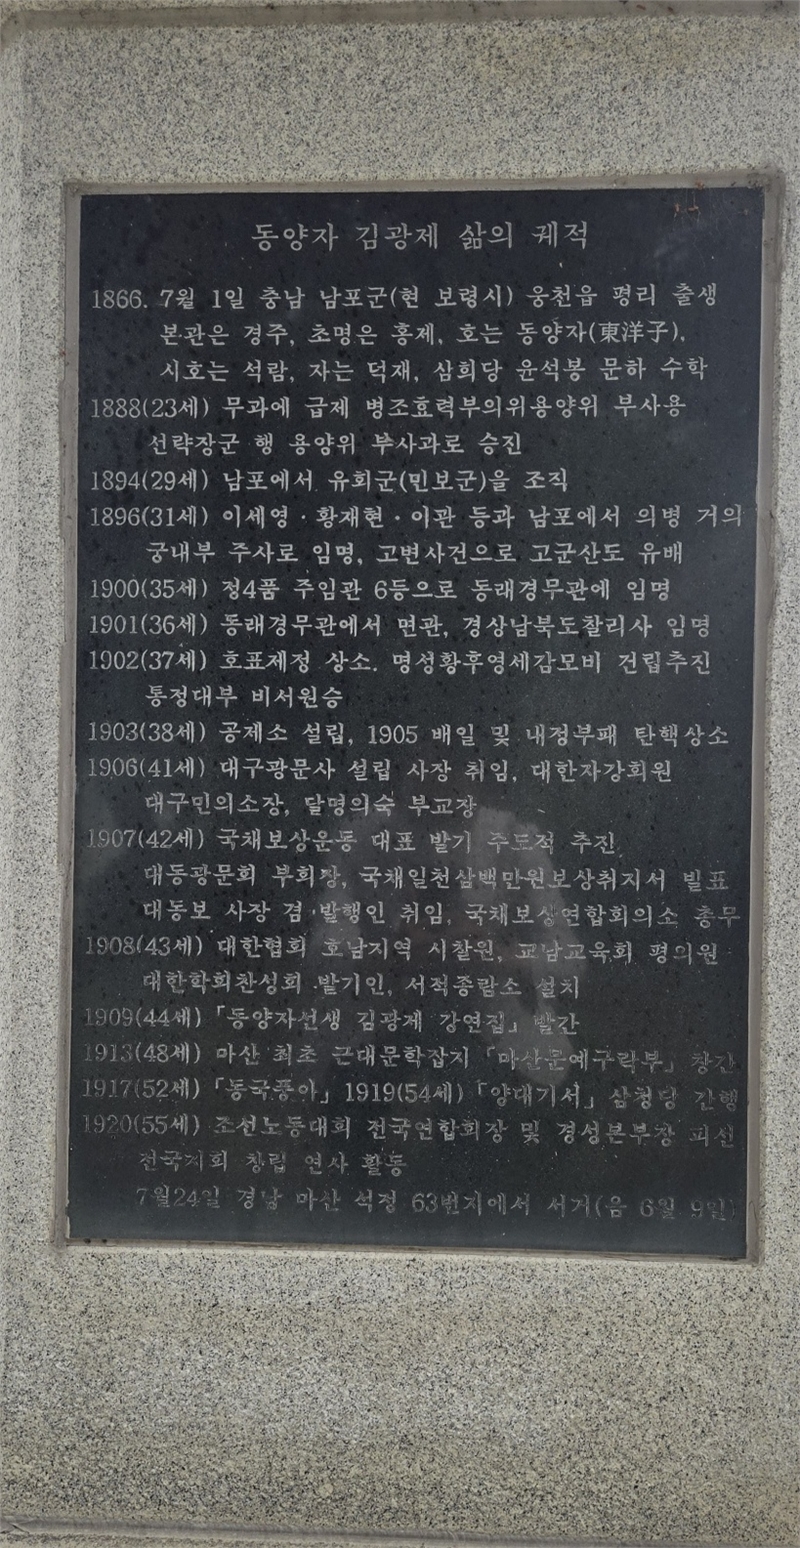 동양자 김광제 삶의 궤적
1866. 7월 1일 충남 남포군(현 보령시) 웅천읍 평리 출생
본관은 경주, 초명은 홍제, 호는 동양자(東洋子),
시호는 석람, 자는 덕재, 삼희당 윤석봉 문하 수학
1888(23세) 무과에 급제 병조효력부의위용양위 부사용
선략장군 행 용양위 부사과로 승진
1894(29세) 남포에서 유회군(민보군)을 조직
1896(31세) 이세영·황재현·이관 등과 남포에서 의병 거의
궁내부 주사로 임명, 고변사건으로 고군산도 유배
1900(35세) 정4품 주임관 6등으로 동래경무관에 임명
1901(36세) 동래경무관에서 면관, 경상남북도찰리사 임명
1902(37세) 호표제정 상소. 명성황후영세감모비 건립추진
통정대부 비서원승
1903(38세) 공제소 설립, 1905 배일 및 내정부패 탄핵상소
1906(41세) 대구광문사 설립 사장 취임, 대한자강회원
대구민의소장, 달명의숙 부교장
1907(42세) 국채보상운동 대표 발기 주도적 추진
대동광문회 부회장, 국채일천삼백만원보상취지서 발표
대동보 사장 겸 발행인 취임, 국채보상연합회의소 총무
1908(43세) 대한협회 호남지역 시찰원, 교남교육회 평의원
대한학회찬성회 발기인, 서적종람소 설치
1909(44세)「동양자선생 김광제 강연집」발간
1913(48세) 마산 최초 근대문학잡지「마산문예구락부」창간
1917(52세)「동국풍아」1919(54세)「양대기서」삼청당 간행
1920(55세) 조선노동대회 전국연합회장 및 경성본부장 피선
전국지회 창립 연사 활동
7월24일 경남 마산 석정 63번지에서 서거(음 6월 9일)